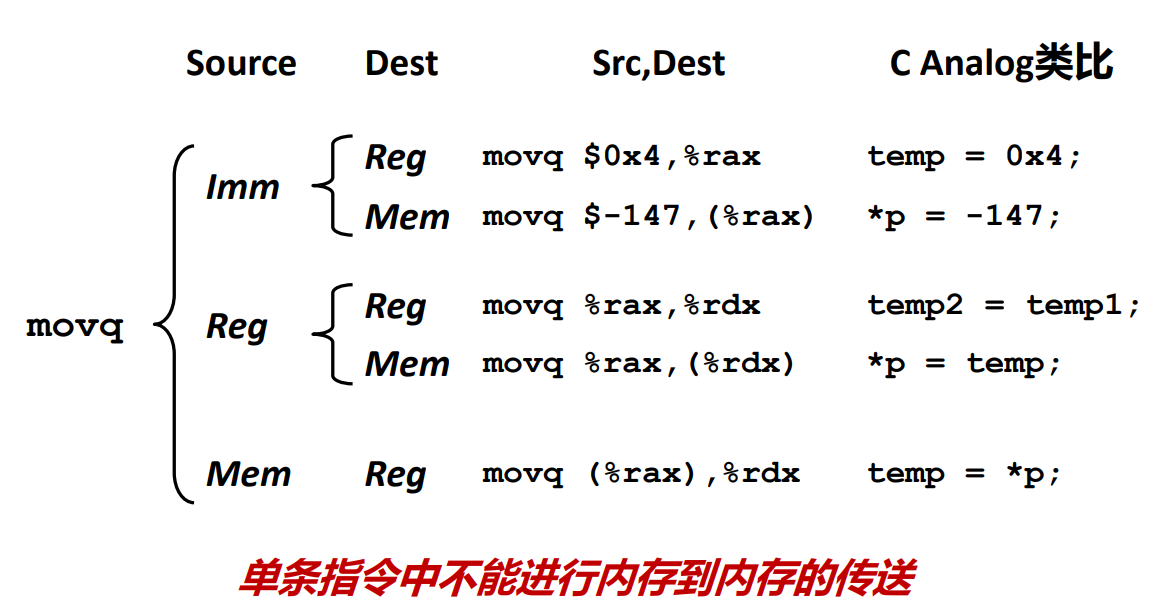 Source Dest Src,Dest C Analog类比
Reg movq $0x4,%rax temp = 0x4;
Imm
Mem movq $-147,(%rax) *p = -147;
Reg movq %rax,%rdx temp2 = temp1;
movq Reg
Mem movq %rax,(%rdx) *p = temp;
Mem Reg movq (%rax),%rdx temp = *p;
单条指令中不能进行内存到内存的传送